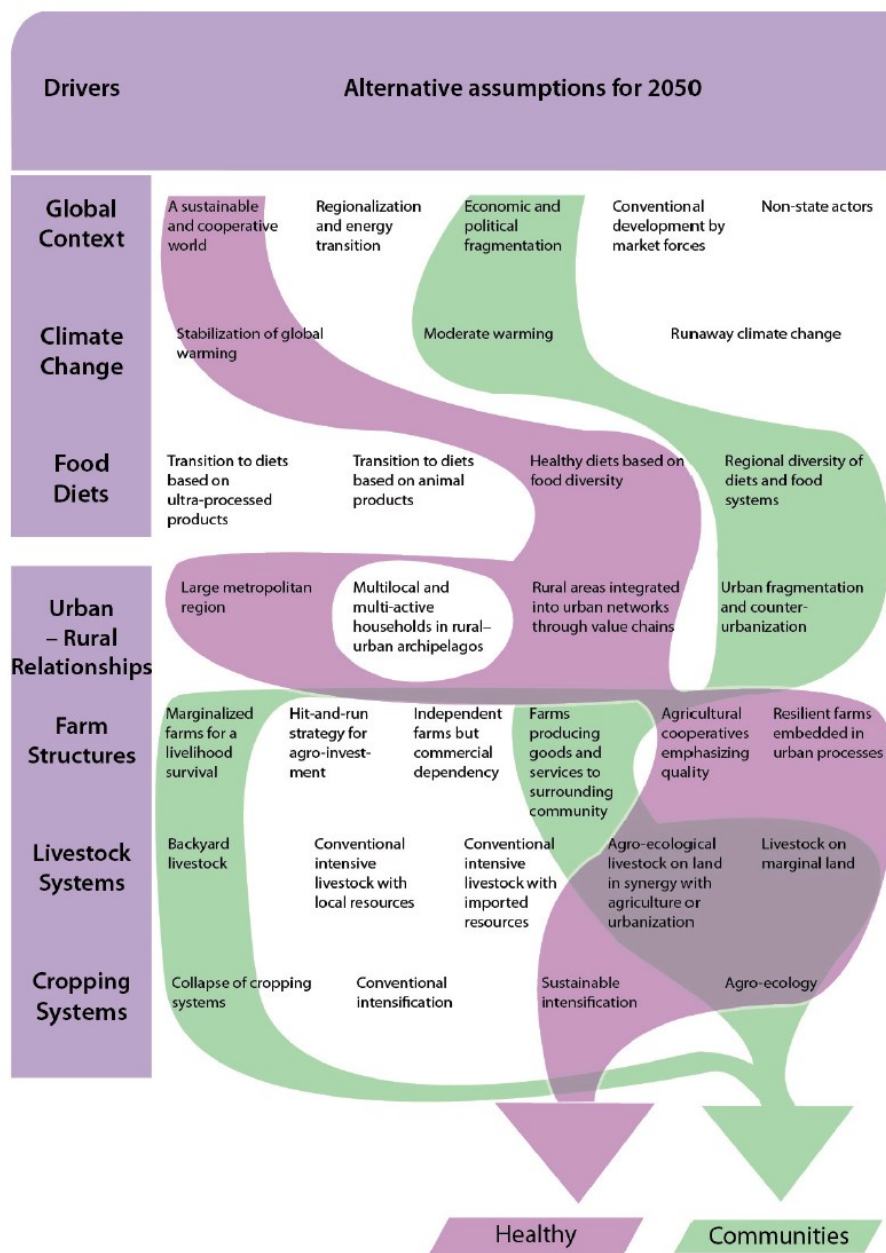 Drivers
Alternative assumptions for 2050
Global
Context
A sustainable
and cooperative
world
Regionalization
and energy
transition
Economic and
political
fragmentation
Conventional
development by
market forces
Non-state actors
Climate
Change
Stabilization of global
warming
Moderate warming
Runaway climate change
Food
Diets
Transition to diets
based on
ultra-processed
products
Transition to diets
based on animal
products
Healthy diets based on
food diversity
Regional diversity of
diets and food
systems
Urban
– Rural
Relationships
Large metropolitan
region
Multilocal and
multi-active
households in rural–
urban archipelagos
Rural areas integrated
into urban networks
through value chains
Urban fragmentation
and counter-
urbanization
Farm
Structures
Marginalized
farms for a
livelihood
survival
Hit-and-run
strategy for
agro-invest-
ment
Independent
farms but
commercial
dependency
Farms
producing
goods and
services to
surrounding
community
Agricultural
cooperatives
emphasizing
quality
Resilient farms
embedded in
urban processes
Livestock
Systems
Backyard
livestock
Conventional
intensive
livestock with
local resources
Conventional
intensive
livestock with
imported
resources
Agro-ecological
livestock on land
in synergy with
agriculture or
urbanization
Livestock on
marginal land
Cropping
Systems
Collapse of cropping
systems
Conventional
intensification
Sustainable
intensification
Agro-ecology
Healthy
Communities